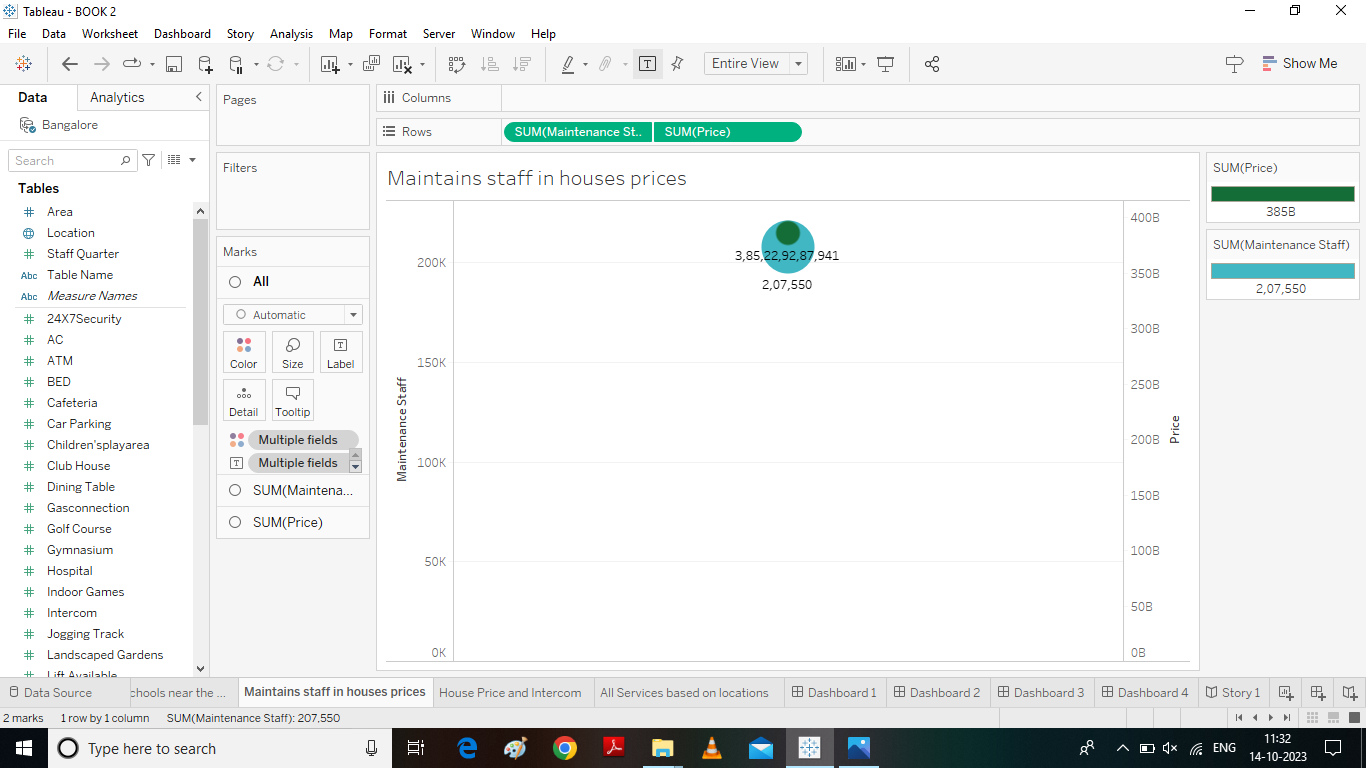 Tableau - BOOK 2
File Data Worksheet Dashboard Story Analysis Map Format Server Window Help
Entire View
Show Me
Data Analytics
Bangalore
Search
Tables
Area
Location
Staff Quarter
Abc Table Name
Abc Measure Names
24X7Security
AC
ATM
BED
Cafeteria
Car Parking
Children'splayarea
Club House
Dining Table
Gasconnection
Golf Course
Gymnasium
Hospital
Indoor Games
Intercom
Jogging Track
Landscaped Gardens
Lift Available
Pages
Filters
Marks
All
Automatic
Color Size Label
Detail Tooltip
Multiple fields
Multiple fields
SUM(Maintena...
SUM(Price)
Columns
Rows SUM(Maintenance St.. SUM(Price)
Maintains staff in houses prices
3,85,22,92,87,941
2,07,550
Maintenance Staff
200K
150K
100K
50K
0K
400B
350B
300B
250B
200B
150B
100B
50B
0B
Price
SUM(Price)
385B
SUM(Maintenance Staff)
2,07,550
Data Source chools near the ... Maintains staff in houses prices House Price and Intercom All Services based on locations Dashboard 1 Dashboard 2 Dashboard 3 Dashboard 4 Story 1
2 marks 1 row by 1 column SUM(Maintenance Staff): 207,550
Type here to search
ENG
11:32
14-10-2023